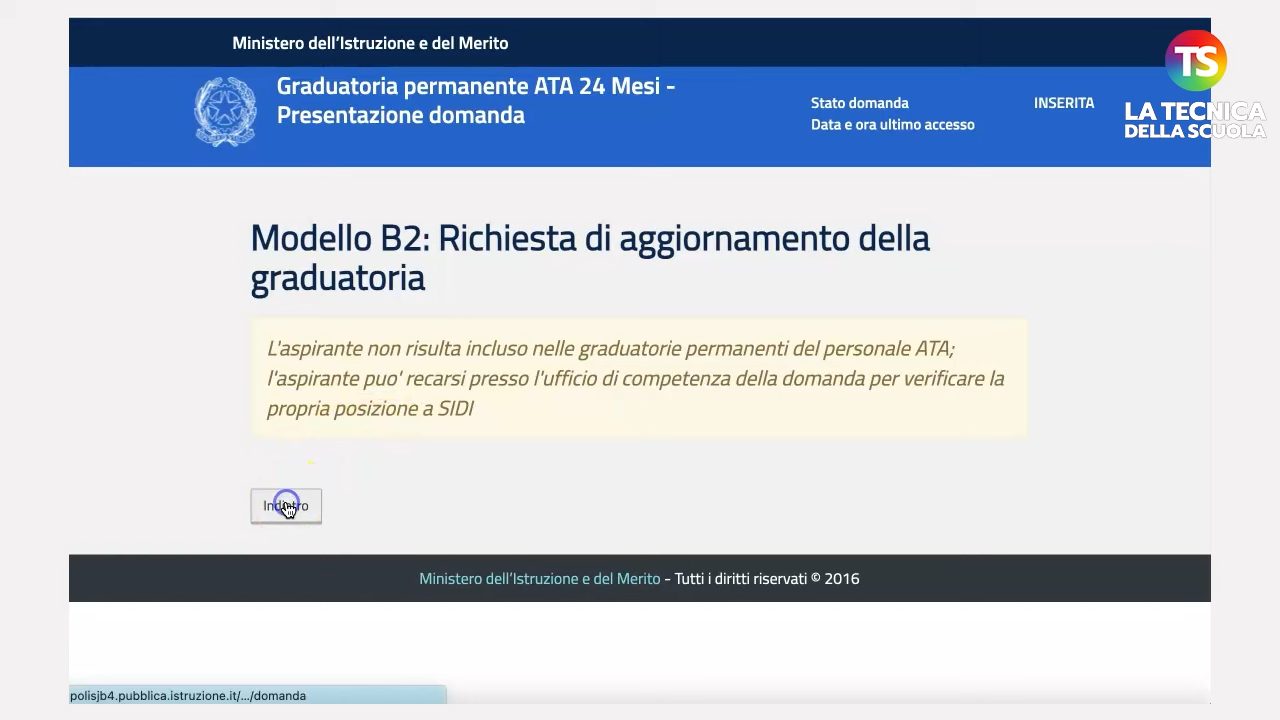 Ministero dell'Istruzione e del Merito
TS
Graduatoria permanente ATA 24 Mesi -
Presentazione domanda
Stato domanda
INSERITA
Data e ora ultimo accesso
LA TECNICA
DELLA SCUOLA
Modello B2: Richiesta di aggiornamento della
graduatoria
L'aspirante non risulta incluso nelle graduatorie permanenti del personale ATA;
l'aspirante puo' recarsi presso l'ufficio di competenza della domanda per verificare la
propria posizione a SIDI
Indietro
Ministero dell'Istruzione e del Merito - Tutti i diritti riservati © 2016
polisjb4.pubblica.istruzione.it/.../domanda